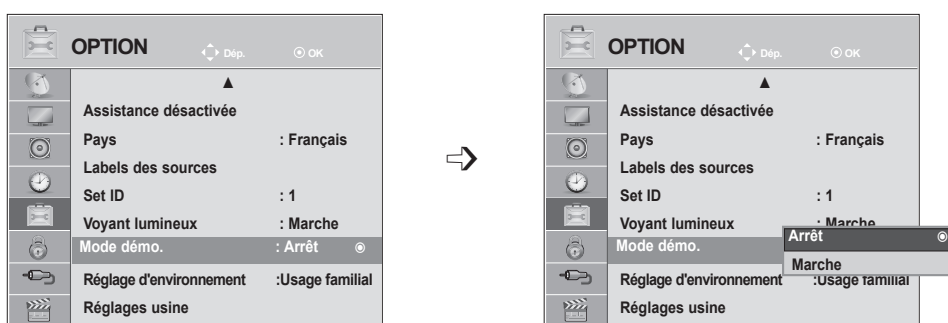 OPTION Dép. OK
▲
Assistance désactivée
Pays : Français
Labels des sources
Set ID : 1
Voyant lumineux : Marche
Mode démo. : Arrêt
Réglage d'environnement :Usage familial
Réglages usine
OPTION Dép. OK
▲
Assistance désactivée
Pays : Français
Labels des sources
Set ID : 1
Voyant lumineux : Marche
Mode démo.
Arrêt
Marche
Réglage d'environnement :Usage familial
Réglages usine